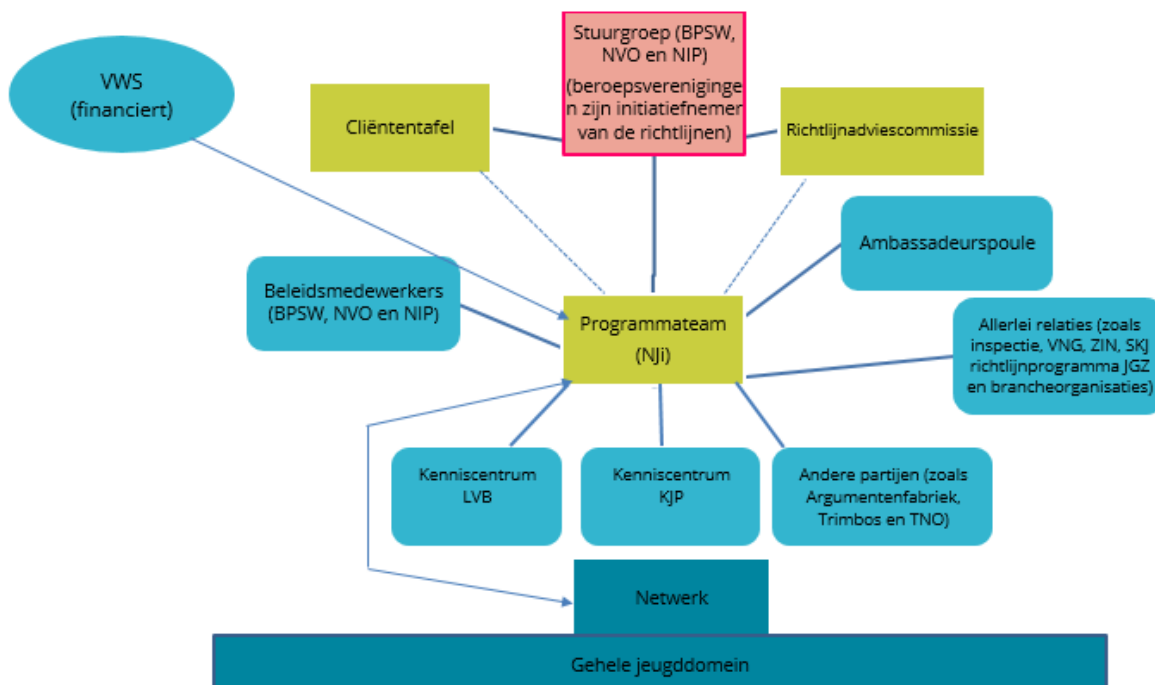 VWS
(financiert)
Stuurgroep (BPSW,
NVO en NIP)
(beroepsvereniginge
n zijn initiatiefnemer
van de richtlijnen)
Cliëntentafel
Richtlijnadviescommissie
Ambassadeurspoule
Beleidsmedewerkers
(BPSW, NVO en NIP)
Programmateam
(NJi)
Allerlei relaties (zoals
inspectie, VNG, ZIN, SKJ
richtlijnprogramma JGZ
en brancheorganisaties)
Kenniscentrum
LVB
Kenniscentrum
KJP
Andere partijen (zoals
Argumentenfabriek,
Trimbos en TNO)
Netwerk
Gehele jeugddomein